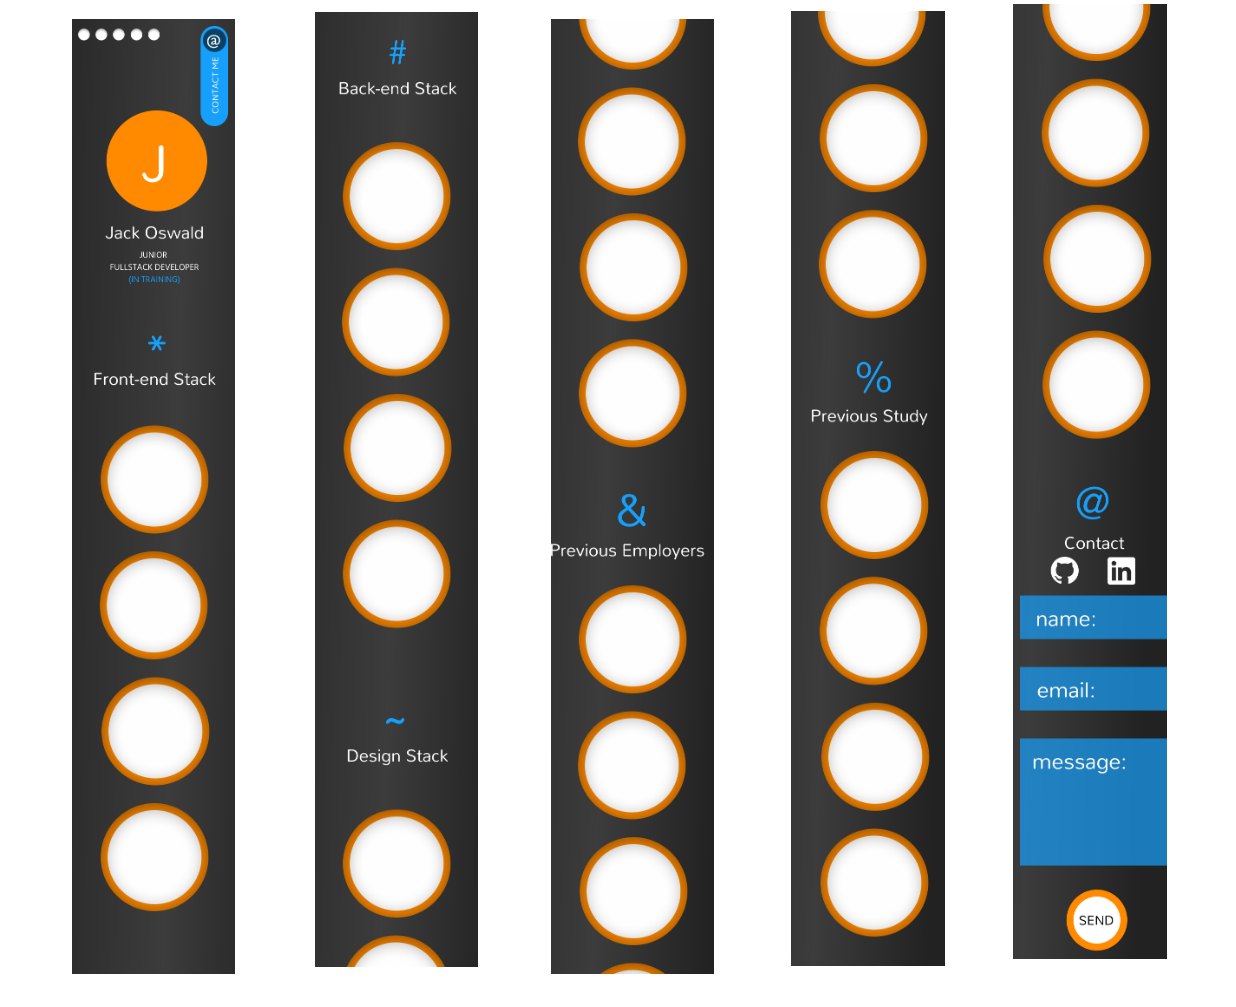 @
CONTACT ME
J
Jack Oswald
JUNIOR
FULLSTACK DEVELOPER
(IN TRAINING)
*
Front-end Stack
#
Back-end Stack
~
Design Stack
&
Previous Employers
%
Previous Study
@
Contact
in
name:
email:
message:
SEND